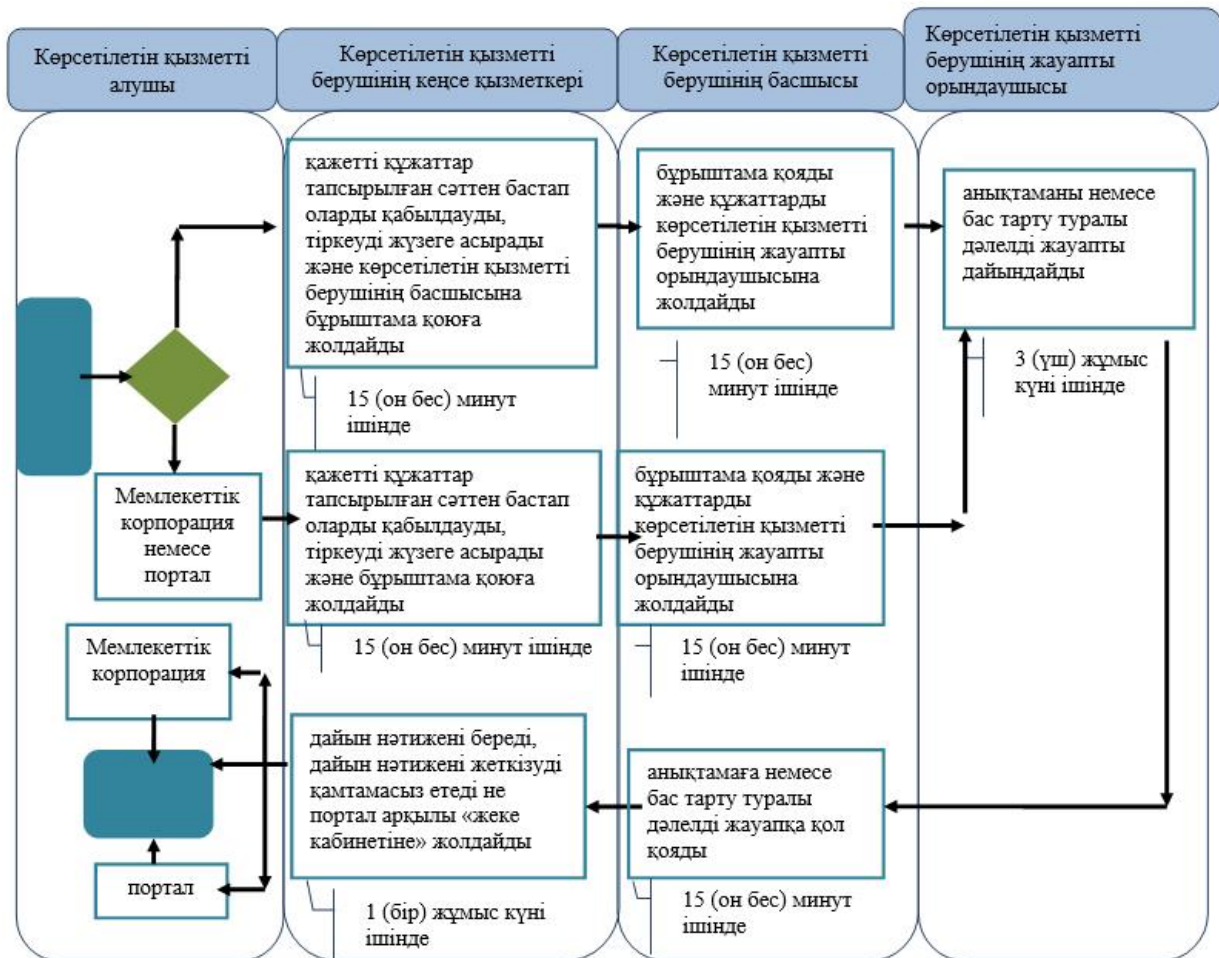 Көрсетілетін қызметті
алушы
Көрсетілетін қызметті
берушінің кеңсе қызметкері
Көрсетілетін қызметті
берушінің басшысы
Көрсетілетін қызметті
берушінің жауапты
орындаушысы
қажетті құжаттар
тапсырылған сәттен бастап
оларды қабылдауды,
тіркеуді жүзеге асырады
және көрсетілетін қызметті
берушінің басшысына
бұрыштама қоюға
жолдайды
15 (он бес) минут
ішінде
бұрыштама қояды
және құжаттарды
көрсетілетін қызметті
берушінің жауапты
орындаушысына
жолдайды
15 (он бес)
минут ішінде
анықтаманы немесе
бас тарту туралы
дәлелді жауапты
дайындайды
3 (үш) жұмыс
күні ішінде
Мемлекеттік
корпорация
немесе
портал
қажетті құжаттар
тапсырылған сәттен бастап
оларды қабылдауды,
тіркеуді жүзеге асырады
және бұрыштама қоюға
жолдайды
15 (он бес) минут ішінде
бұрыштама қояды және
құжаттарды
көрсетілетін қызметті
берушінің жауапты
орындаушысына
жолдайды
15 (он бес) минут
ішінде
Мемлекеттік
корпорация
дайын нәтижені береді,
дайын нәтижені жеткізуді
қамтамасыз етеді не
портал арқылы «жеке
кабинетіне» жолдайды
1 (бір) жұмыс күні
ішінде
анықтамаға немесе
бас тарту туралы
дәлелді жауапқа қол
қояды
15 (он бес) минут
ішінде
портал